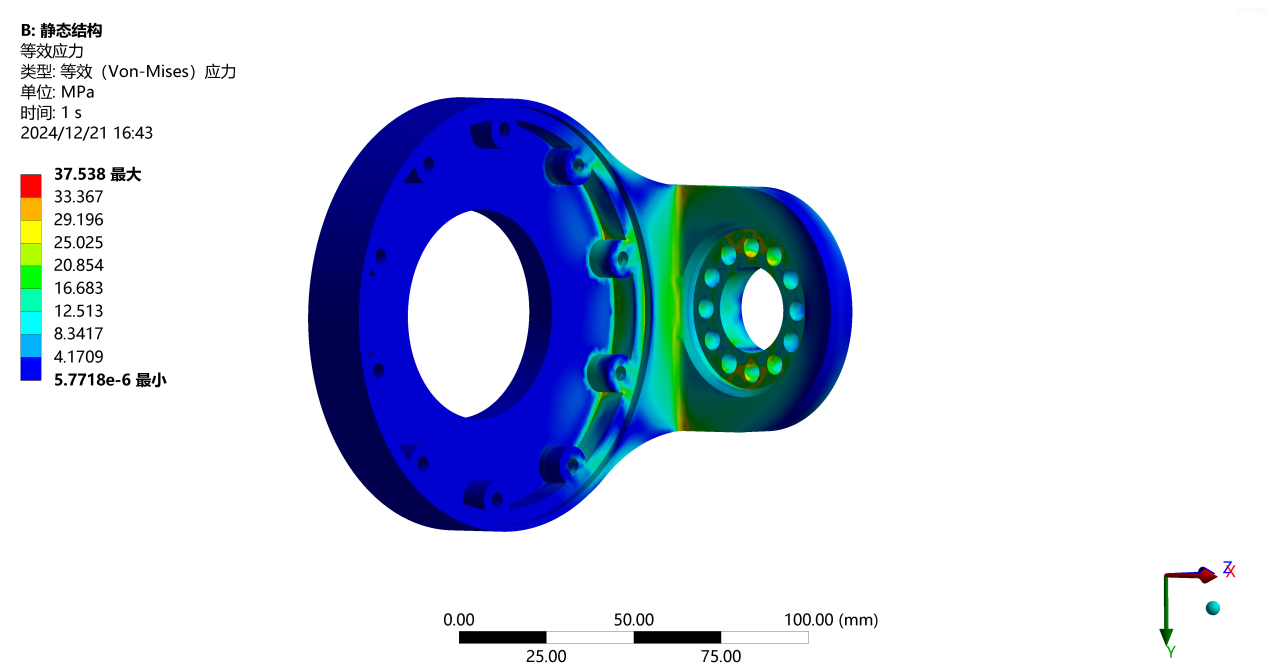 B: 静态结构
等效应力
类型: 等效（Von-Mises）应力
单位: MPa
时间: 1 s
2024/12/21 16:43
37.538 最大
33.367
29.196
25.025
20.854
16.683
12.513
8.3417
4.1709
5.7718e-6 最小
0.00 50.00 100.00 (mm)
25.00 75.00
Z
X
Y